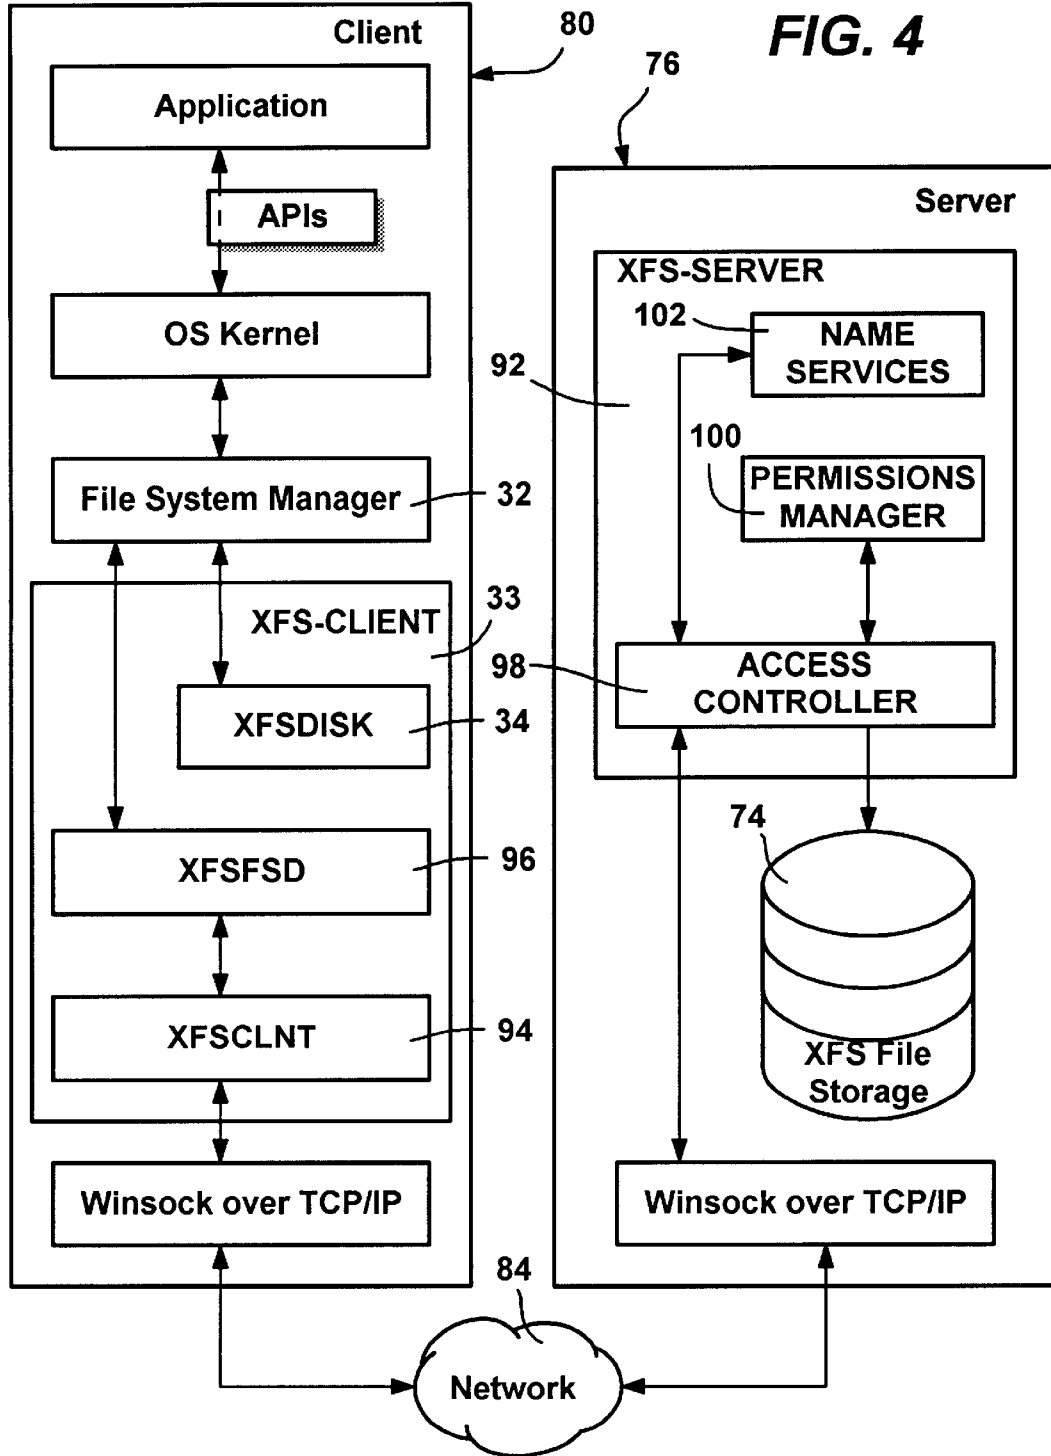 FIG. 4
Client
80
76
Application
APIs
OS Kernel
File System Manager
32
XFS-CLIENT
33
XFSDISK
34
XFSFSD
96
XFSCLNT
94
Winsock over TCP/IP
Server
XFS-SERVER
102
NAME
SERVICES
92
100
PERMISSIONS
MANAGER
98
ACCESS
CONTROLLER
74
XFS File
Storage
Winsock over TCP/IP
84
Network